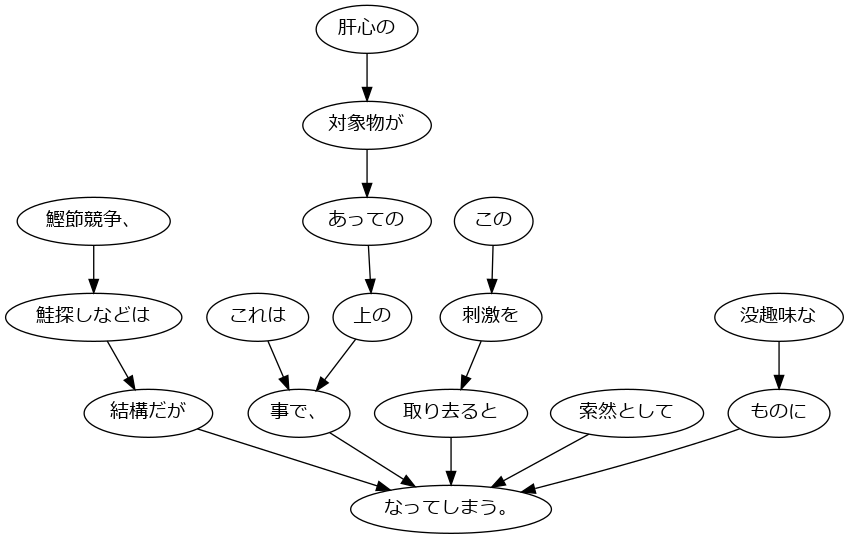 肝心の
対象物が
鰹節競争、
あっての
この
鮭探しなどは
これは
上の
刺激を
没趣味な
結構だが
事で、
取り去ると
索然として
ものに
なってしまう。